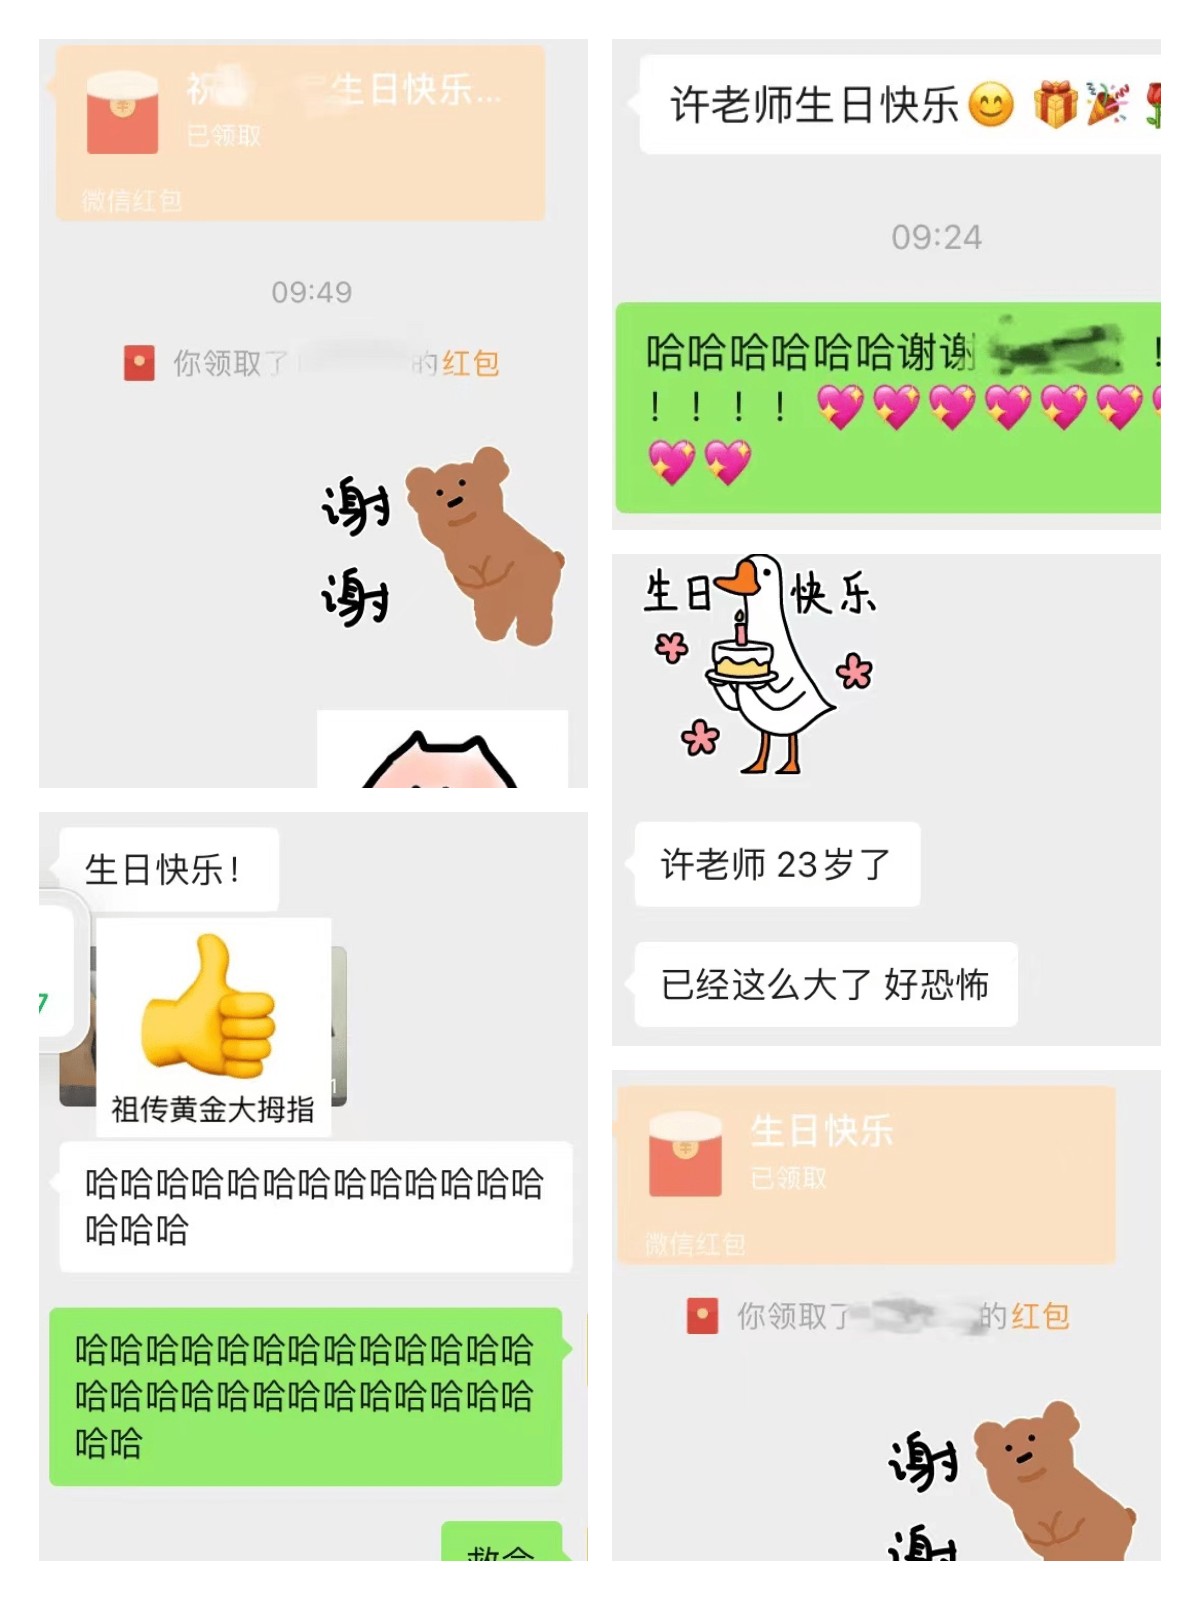 祝 生日快乐...
已领取
微信红包
09:49
你领取了 的红包
谢
谢
生日快乐！
7
1
祖传黄金大拇指
哈哈哈哈哈哈哈哈哈哈哈哈哈
哈哈哈
哈哈哈哈哈哈哈哈哈哈哈哈哈
哈哈哈哈哈哈哈哈哈哈哈哈哈
哈哈
救命
许老师生日快乐😊 🎁🎉🌹
09:24
哈哈哈哈哈哈谢谢 ！
！！！！ 💖💖💖💖💖💖💖
💖💖
生日快乐
许老师 23岁了
已经这么大了 好恐怖
生日快乐
已领取
微信红包
你领取了 的红包
谢
谢